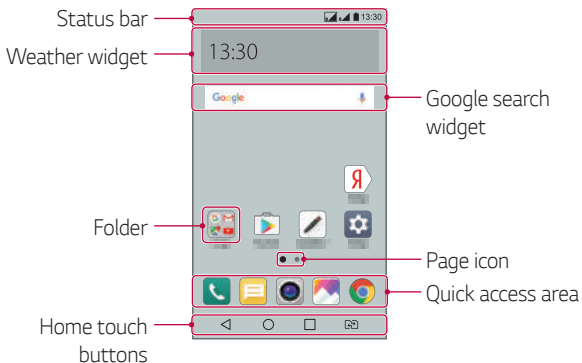 Status bar
13:30
Weather widget
13:30
Google
Google search
widget
Я
Folder
Page icon
Quick access area
Home touch
buttons